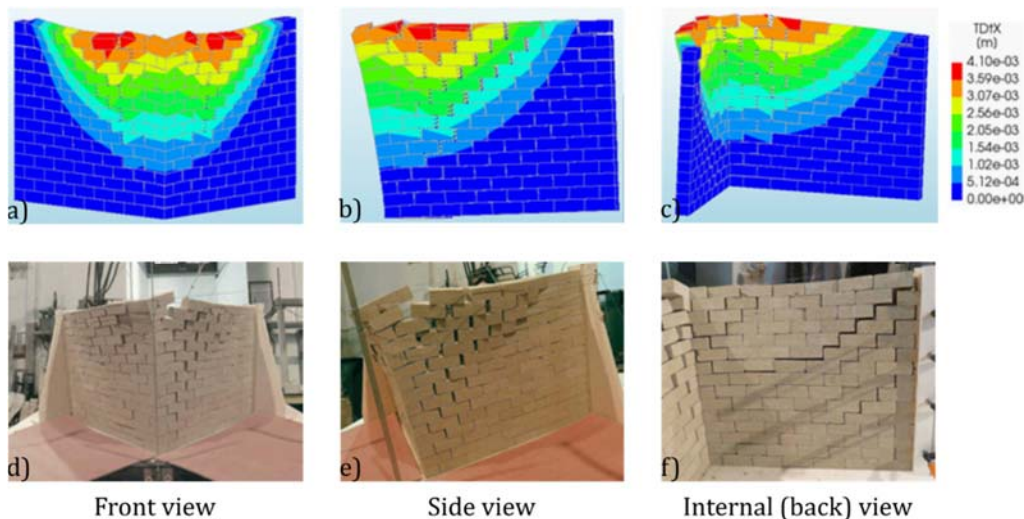 TDtX
(m)
4.10e-03
3.59e-03
3.07e-03
2.56e-03
2.05e-03
1.54e-03
1.02e-03
5.12e-04
0.00e+00
a)
b)
c)
d)
e)
f)
Front view
Side view
Internal (back) view